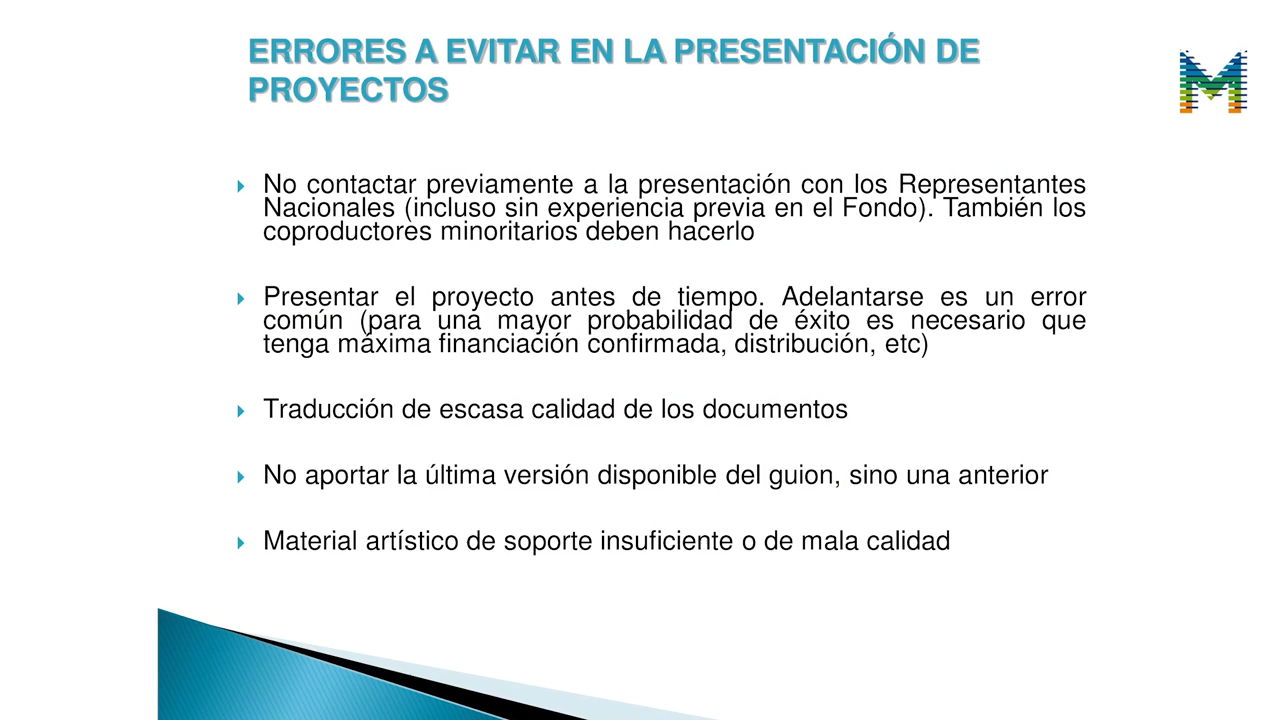 ERRORES A EVITAR EN LA PRESENTACIÓN DE
PROYECTOS
No contactar previamente a la presentación con los Representantes
Nacionales (incluso sin experiencia previa en el Fondo). También los
coproductores minoritarios deben hacerlo
Presentar el proyecto antes de tiempo. Adelantarse es un error
común (para una mayor probabilidad de éxito es necesario que
tenga máxima financiación confirmada, distribución, etc)
Traducción de escasa calidad de los documentos
No aportar la última versión disponible del guion, sino una anterior
Material artístico de soporte insuficiente o de mala calidad